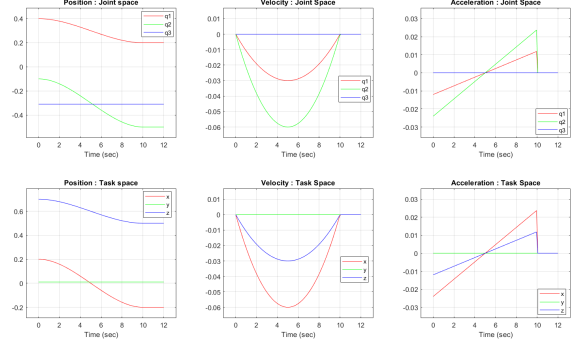 Position : Joint space
0.4
0.2
0
-0.2
-0.4
0 2 4 6 8 10 12
Time (sec)
q1
q2
q3
Velocity : Joint Space
0.01
0
-0.01
-0.02
-0.03
-0.04
-0.05
-0.06
0 2 4 6 8 10 12
Time (sec)
q1
q2
q3
Acceleration : Joint Space
0.03
0.02
0.01
0
-0.01
-0.02
-0.03
0 2 4 6 8 10 12
Time (sec)
q1
q2
q3
Position : Task space
0.6
0.4
0.2
0
-0.2
0 2 4 6 8 10 12
Time (sec)
x
y
z
Velocity : Task Space
0.01
0
-0.01
-0.02
-0.03
-0.04
-0.05
-0.06
0 2 4 6 8 10 12
Time (sec)
x
y
z
Acceleration : Task Space
0.03
0.02
0.01
0
-0.01
-0.02
-0.03
0 2 4 6 8 10 12
Time (sec)
x
y
z